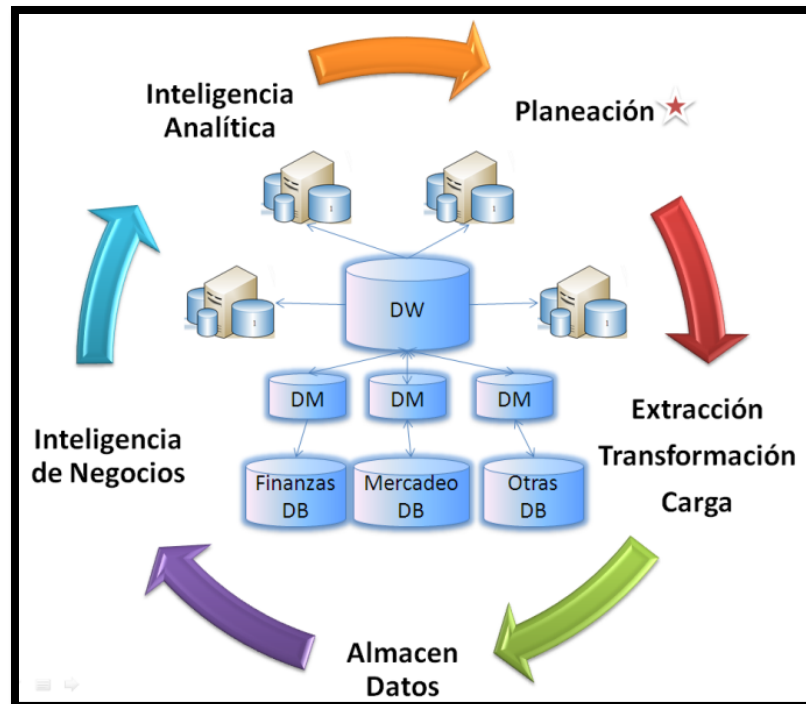 Inteligencia
Analítica
Planeación
DW
DM
DM
DM
Finanzas
DB
Mercadeo
DB
Otras
DB
Extracción
Transformación
Carga
Inteligencia
de Negocios
Almacen
Datos